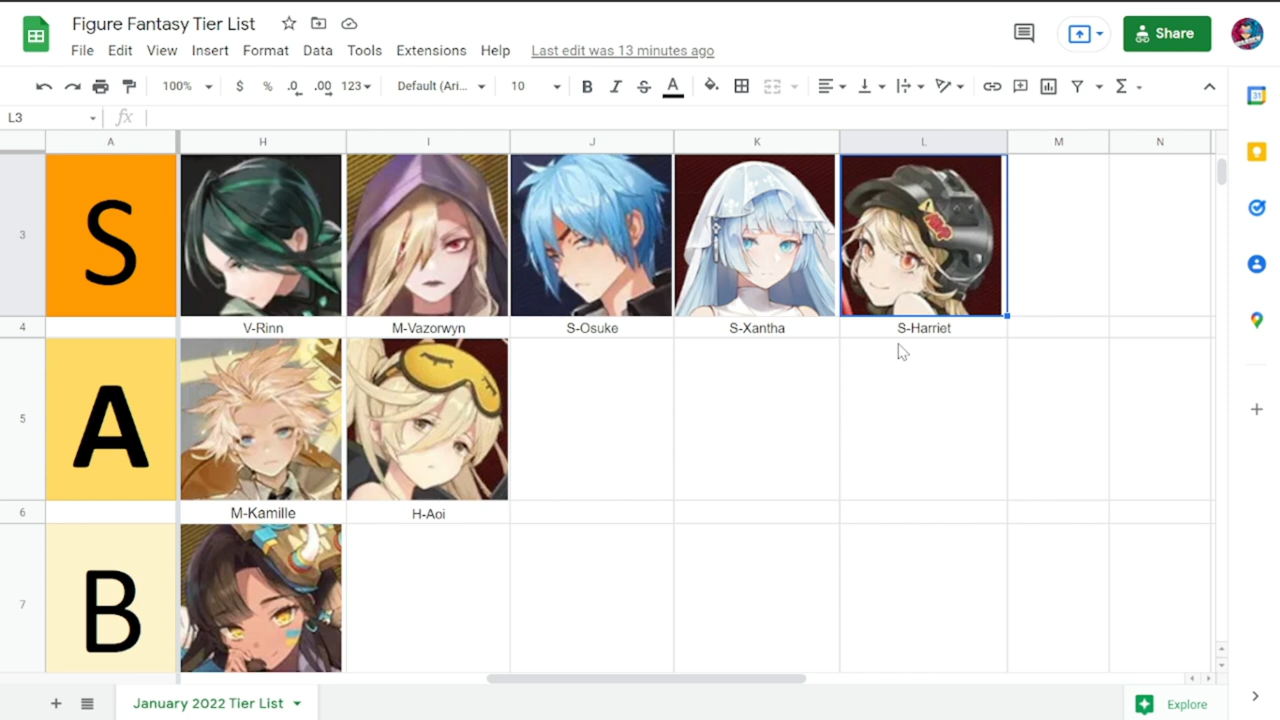 Figure Fantasy Tier List
File Edit View Insert Format Data Tools Extensions Help Last edit was 13 minutes ago
Share
100% $ % .0 .00 123 Default (Ari... 10 B I S A
L3 fx
A H I J K L M N
3 S
4 V-Rinn M-Vazorwyn S-Osuke S-Xantha S-Harriet
5 A
6 M-Kamille H-Aoi
7 B
January 2022 Tier List
Explore